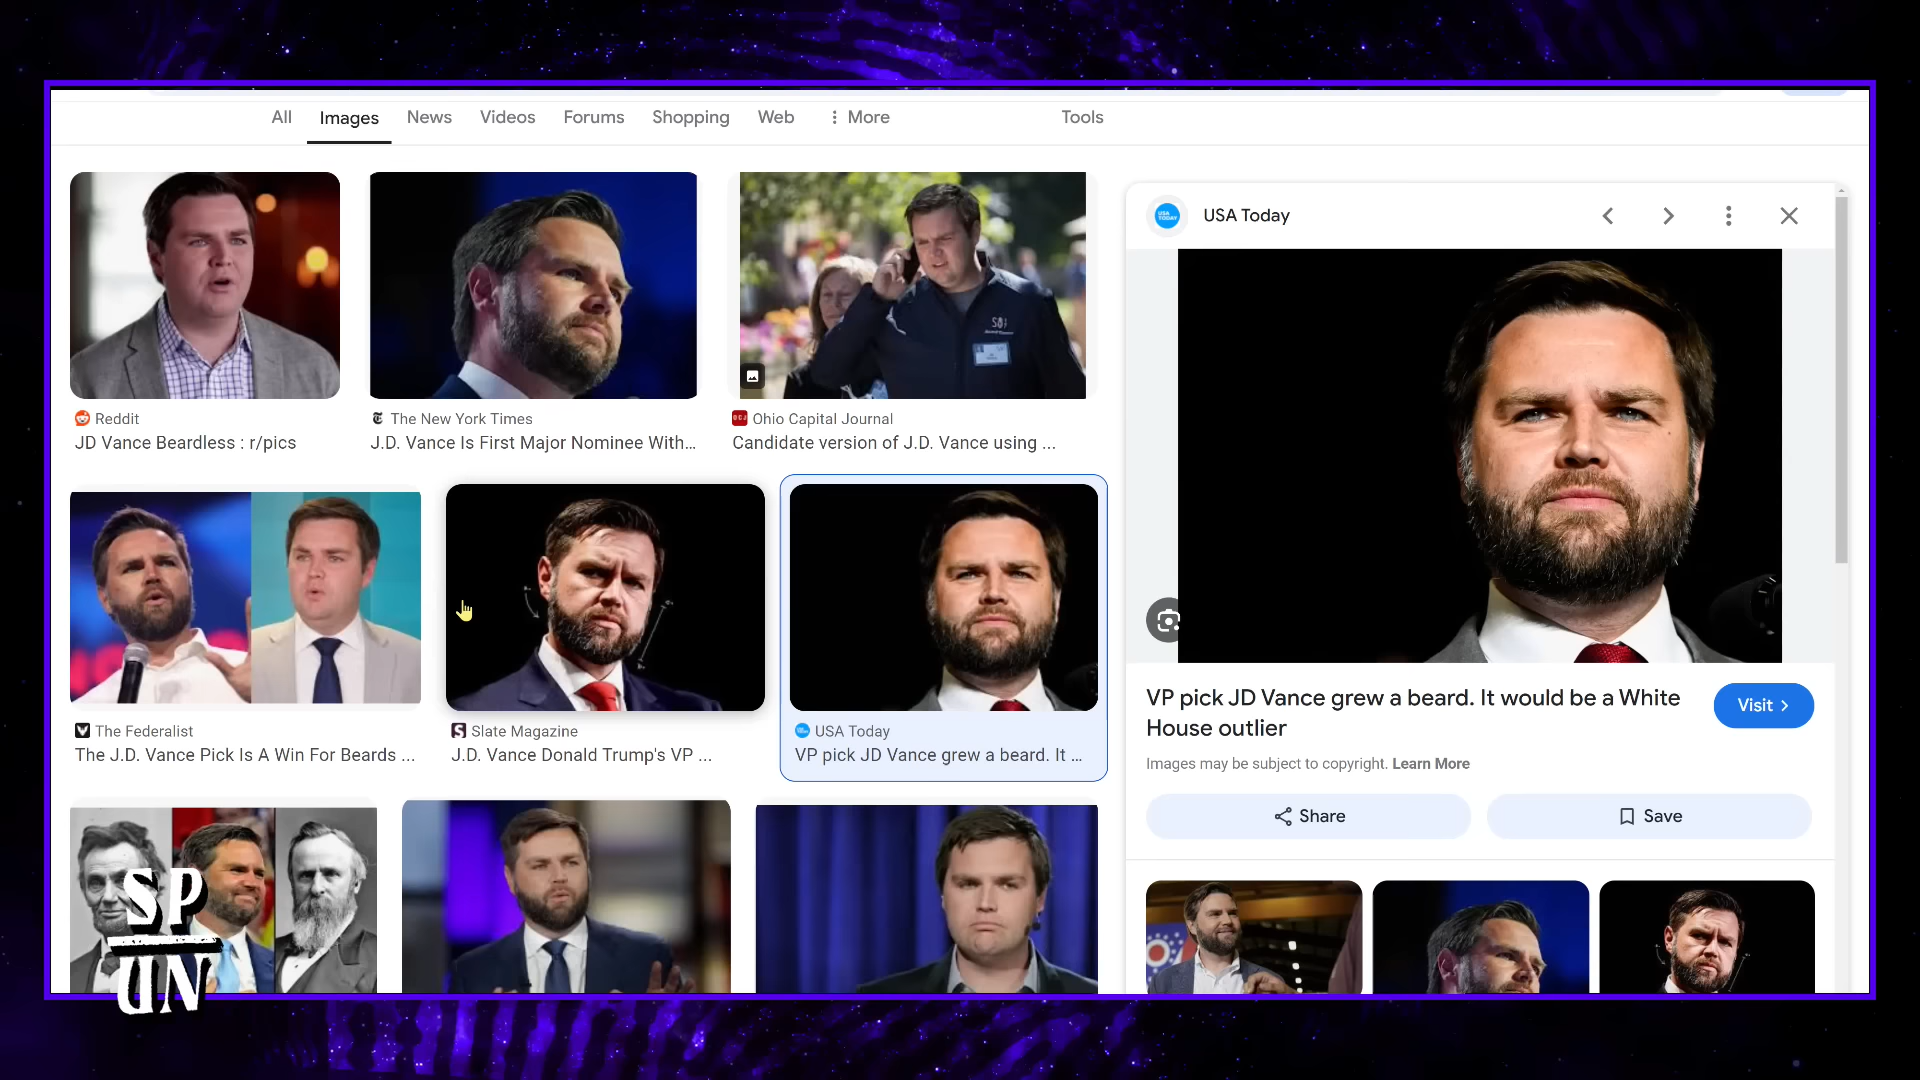 All Images News Videos Forums Shopping Web More Tools
Reddit
JD Vance Beardless : r/pics
The New York Times
J.D. Vance Is First Major Nominee With...
Ohio Capital Journal
Candidate version of J.D. Vance using ...
The Federalist
The J.D. Vance Pick Is A Win For Beards ...
Slate Magazine
J.D. Vance Donald Trump's VP ...
USA Today
VP pick JD Vance grew a beard. It ...
USA TODAY
USA Today
VP pick JD Vance grew a beard. It would be a White
House outlier
Visit
Images may be subject to copyright. Learn More
Share
Save
SP
UN